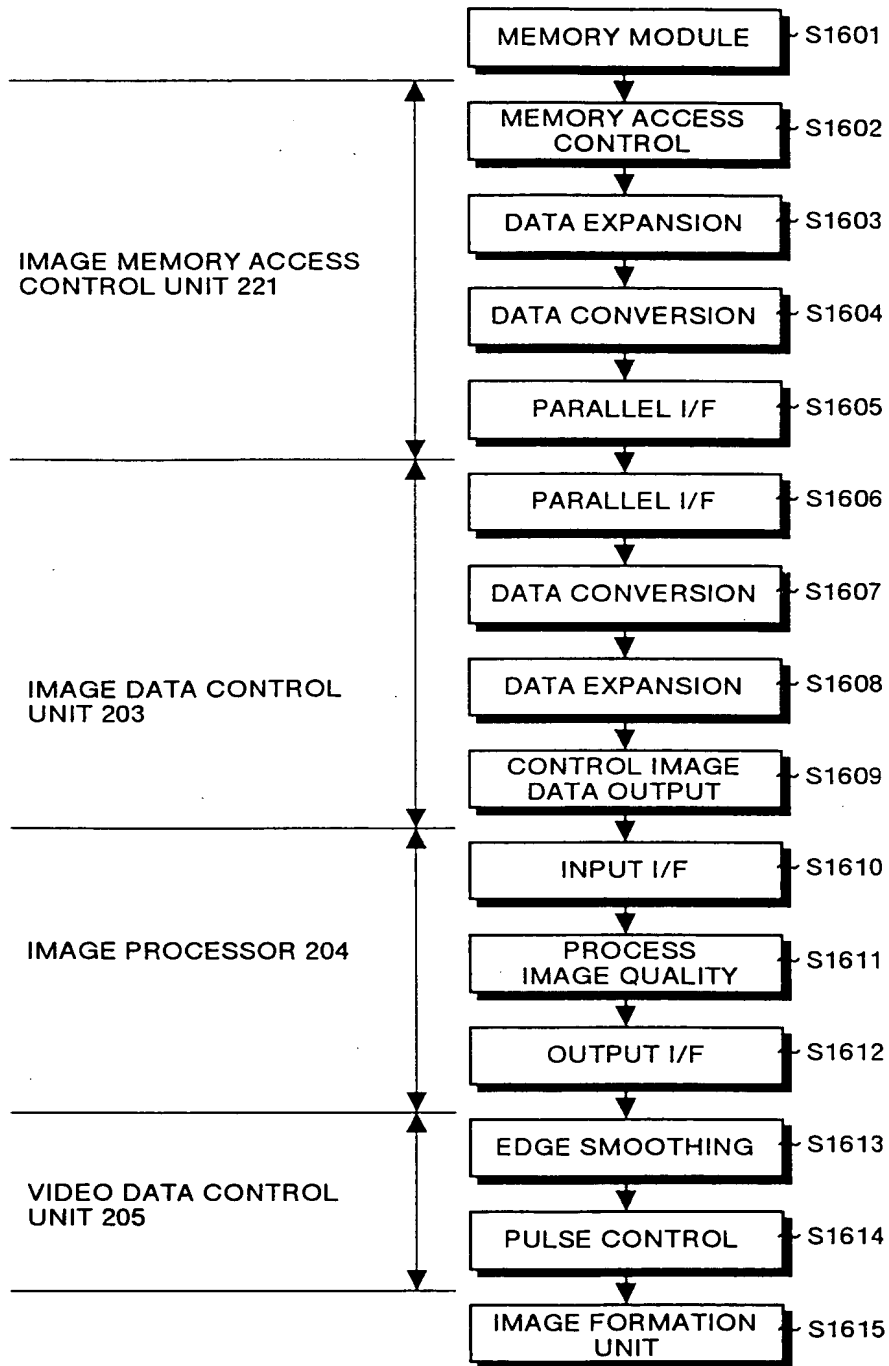 MEMORY MODULE S1601
MEMORY ACCESS
CONTROL S1602
DATA EXPANSION S1603
IMAGE MEMORY ACCESS
CONTROL UNIT 221
DATA CONVERSION S1604
PARALLEL I/F S1605
PARALLEL I/F S1606
DATA CONVERSION S1607
IMAGE DATA CONTROL
UNIT 203
DATA EXPANSION S1608
CONTROL IMAGE
DATA OUTPUT S1609
INPUT I/F S1610
IMAGE PROCESSOR 204
PROCESS
IMAGE QUALITY S1611
OUTPUT I/F S1612
EDGE SMOOTHING S1613
VIDEO DATA CONTROL
UNIT 205
PULSE CONTROL S1614
IMAGE FORMATION
UNIT S1615